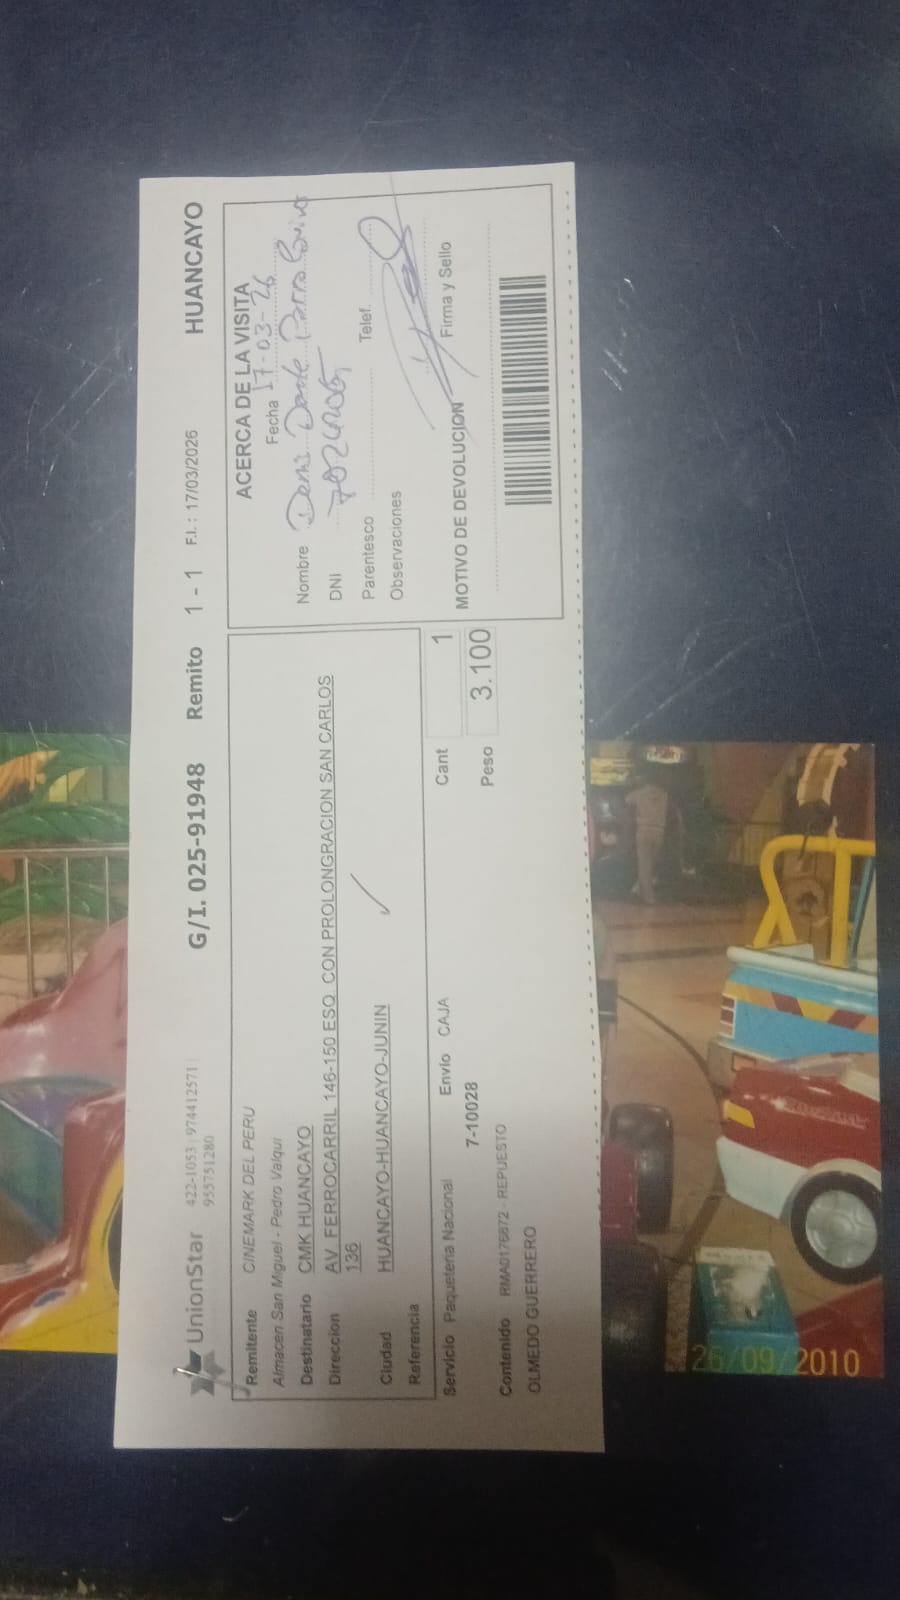 UnionStar 422-1053 | 974412571 |
955751280
G/I. 025-91948 Remito 1 - 1 F.I.: 17/03/2026 HUANCAYO
Remitente CINEMARK DEL PERU
Almacen San Miguel - Pedro Valqui
Destinatario CMK HUANCAYO
Direccion AV. FERROCARRIL 146-150 ESQ. CON PROLONGRACION SAN CARLOS
136
Ciudad HUANCAYO-HUANCAYO-JUNIN
Referencia
Servicio Paqueteria Nacional Envio CAJA Cant 1
7-10028 Peso 3.100
Contenido RMA0176872 - REPUESTO
OLMEDO GUERRERO
ACERCA DE LA VISITA
Fecha 17-03-26
Nombre Dante Parra
DNI
Parentesco Telef.
Observaciones
Firma y Sello
MOTIVO DE DEVOLUCION
26/09/2010